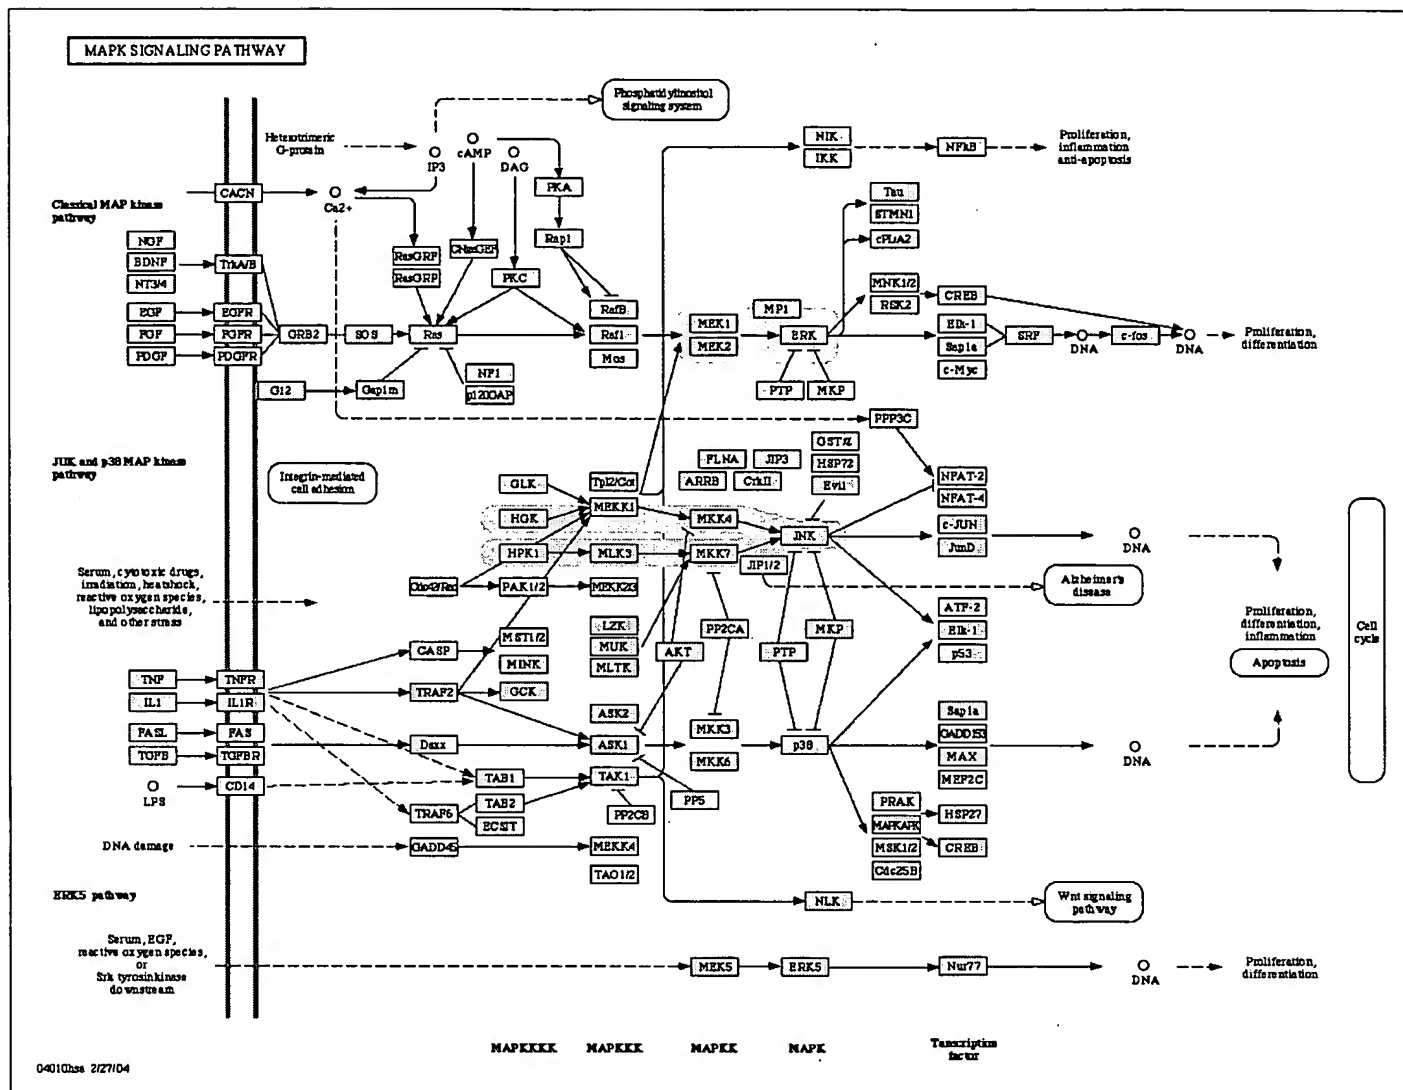 MAPK SIGNALING PATHWAY
Phosphatidylinositol
signaling system
Heterotrimeric
G-protein
IP3
cAMP
DAG
NIK
IKK
NFkB
Proliferation,
inflammation
anti-apoptosis
CACN
Ca2+
PKA
Classical MAP kinase
pathway
Tau
STMN1
cPLA2
NGF
BDNF
NT3/4
TrkA/B
RasGRF
RasGRP
CNasGEF
Rap1
PKC
MNK1/2
RSK2
CREB
EGF
EGFR
FGF
FGFR
PDGF
PDGFR
GRB2
SOS
Ras
RafB
Raf1
Mos
MEK1
MEK2
MP1
ERK
Elk-1
Sap1a
c-Myc
SRF
DNA
c-fos
DNA
Proliferation,
differentiation
G12
Gap1m
NF1
p120GAP
PTP
MKP
PPP3C
JNK and p38 MAP kinase
pathway
Integrin-mediated
cell adhesion
GLK
HGK
HPK1
Tpl2/Cot
MEKK1
MLK3
FLNA
JIP3
ARRB
CrkII
HSP72
Evi1
MKK4
MKK7
JNK
JIP1/2
NFAT-2
NFAT-4
c-JUN
JunD
DNA
Alzheimer's
disease
Serum, cytotoxic drugs,
irradiation, heatshock,
reactive oxygen species,
lipopolysaccharide,
and other stress
Cdc42/Rac
PAK1/2
MEKK2/3
LZK
MUK
MLTK
AKT
PP2CA
PTP
MKP
ATF-2
Elk-1
p53
Proliferation,
differentiation,
inflammation
Apoptosis
Cell
cycle
CASP
MST1/2
MINK
GCK
TNF
TNFR
IL1
IL1R
TRAF2
FASL
FAS
TGFB
TGFBR
Daxx
ASK2
ASK1
MKK3
MKK6
p38
Sap1a
GADD153
MAX
MEF2C
DNA
LPS
CD14
TAB1
TAB2
ECSIT
TRAF6
TAK1
PP2CB
PP5
PRAK
MAPKAPK
MSK1/2
Cdc25B
HSP27
CREB
DNA damage
GADD45
MEKK4
TAO1/2
ERK5 pathway
NLK
Wnt signaling
pathway
Serum, EGF,
reactive oxygen species,
or
Srk tyrosinkinase
downstream
MEK5
ERK5
Nur77
DNA
Proliferation,
differentiation
MAPKKKK
MAPKKK
MAPKK
MAPK
Transcription
factor
04010hsa 2/27/04